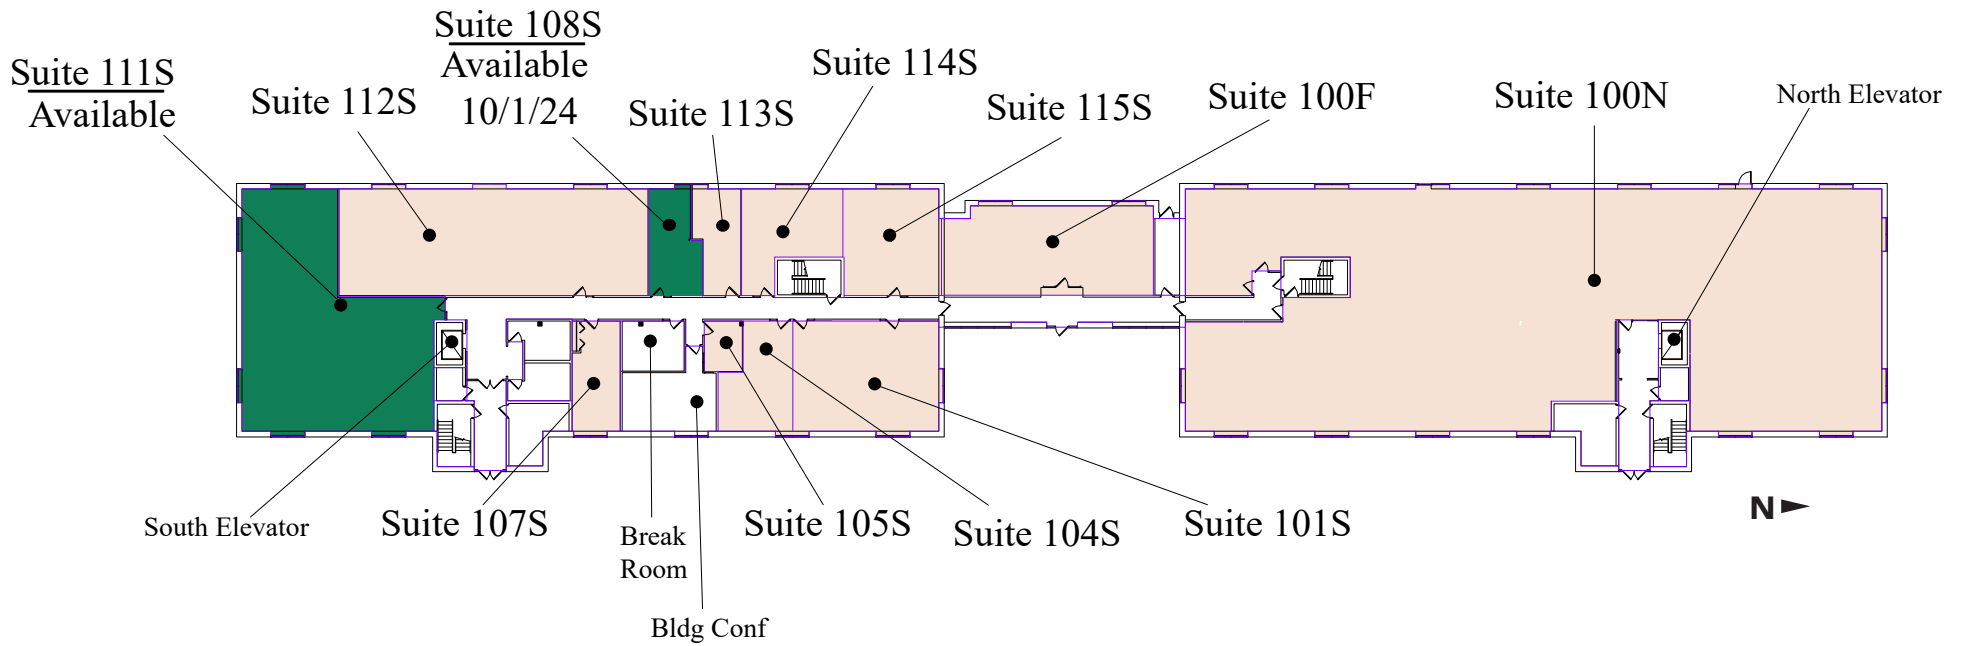 Suite 108S
Available
10/1/24
Suite 111S
Available
Suite 112S
Suite 113S
Suite 114S
Suite 115S
Suite 100F
Suite 100N
North Elevator
South Elevator
Suite 107S
Break
Room
Bldg Conf
Suite 105S
Suite 104S
Suite 101S
N